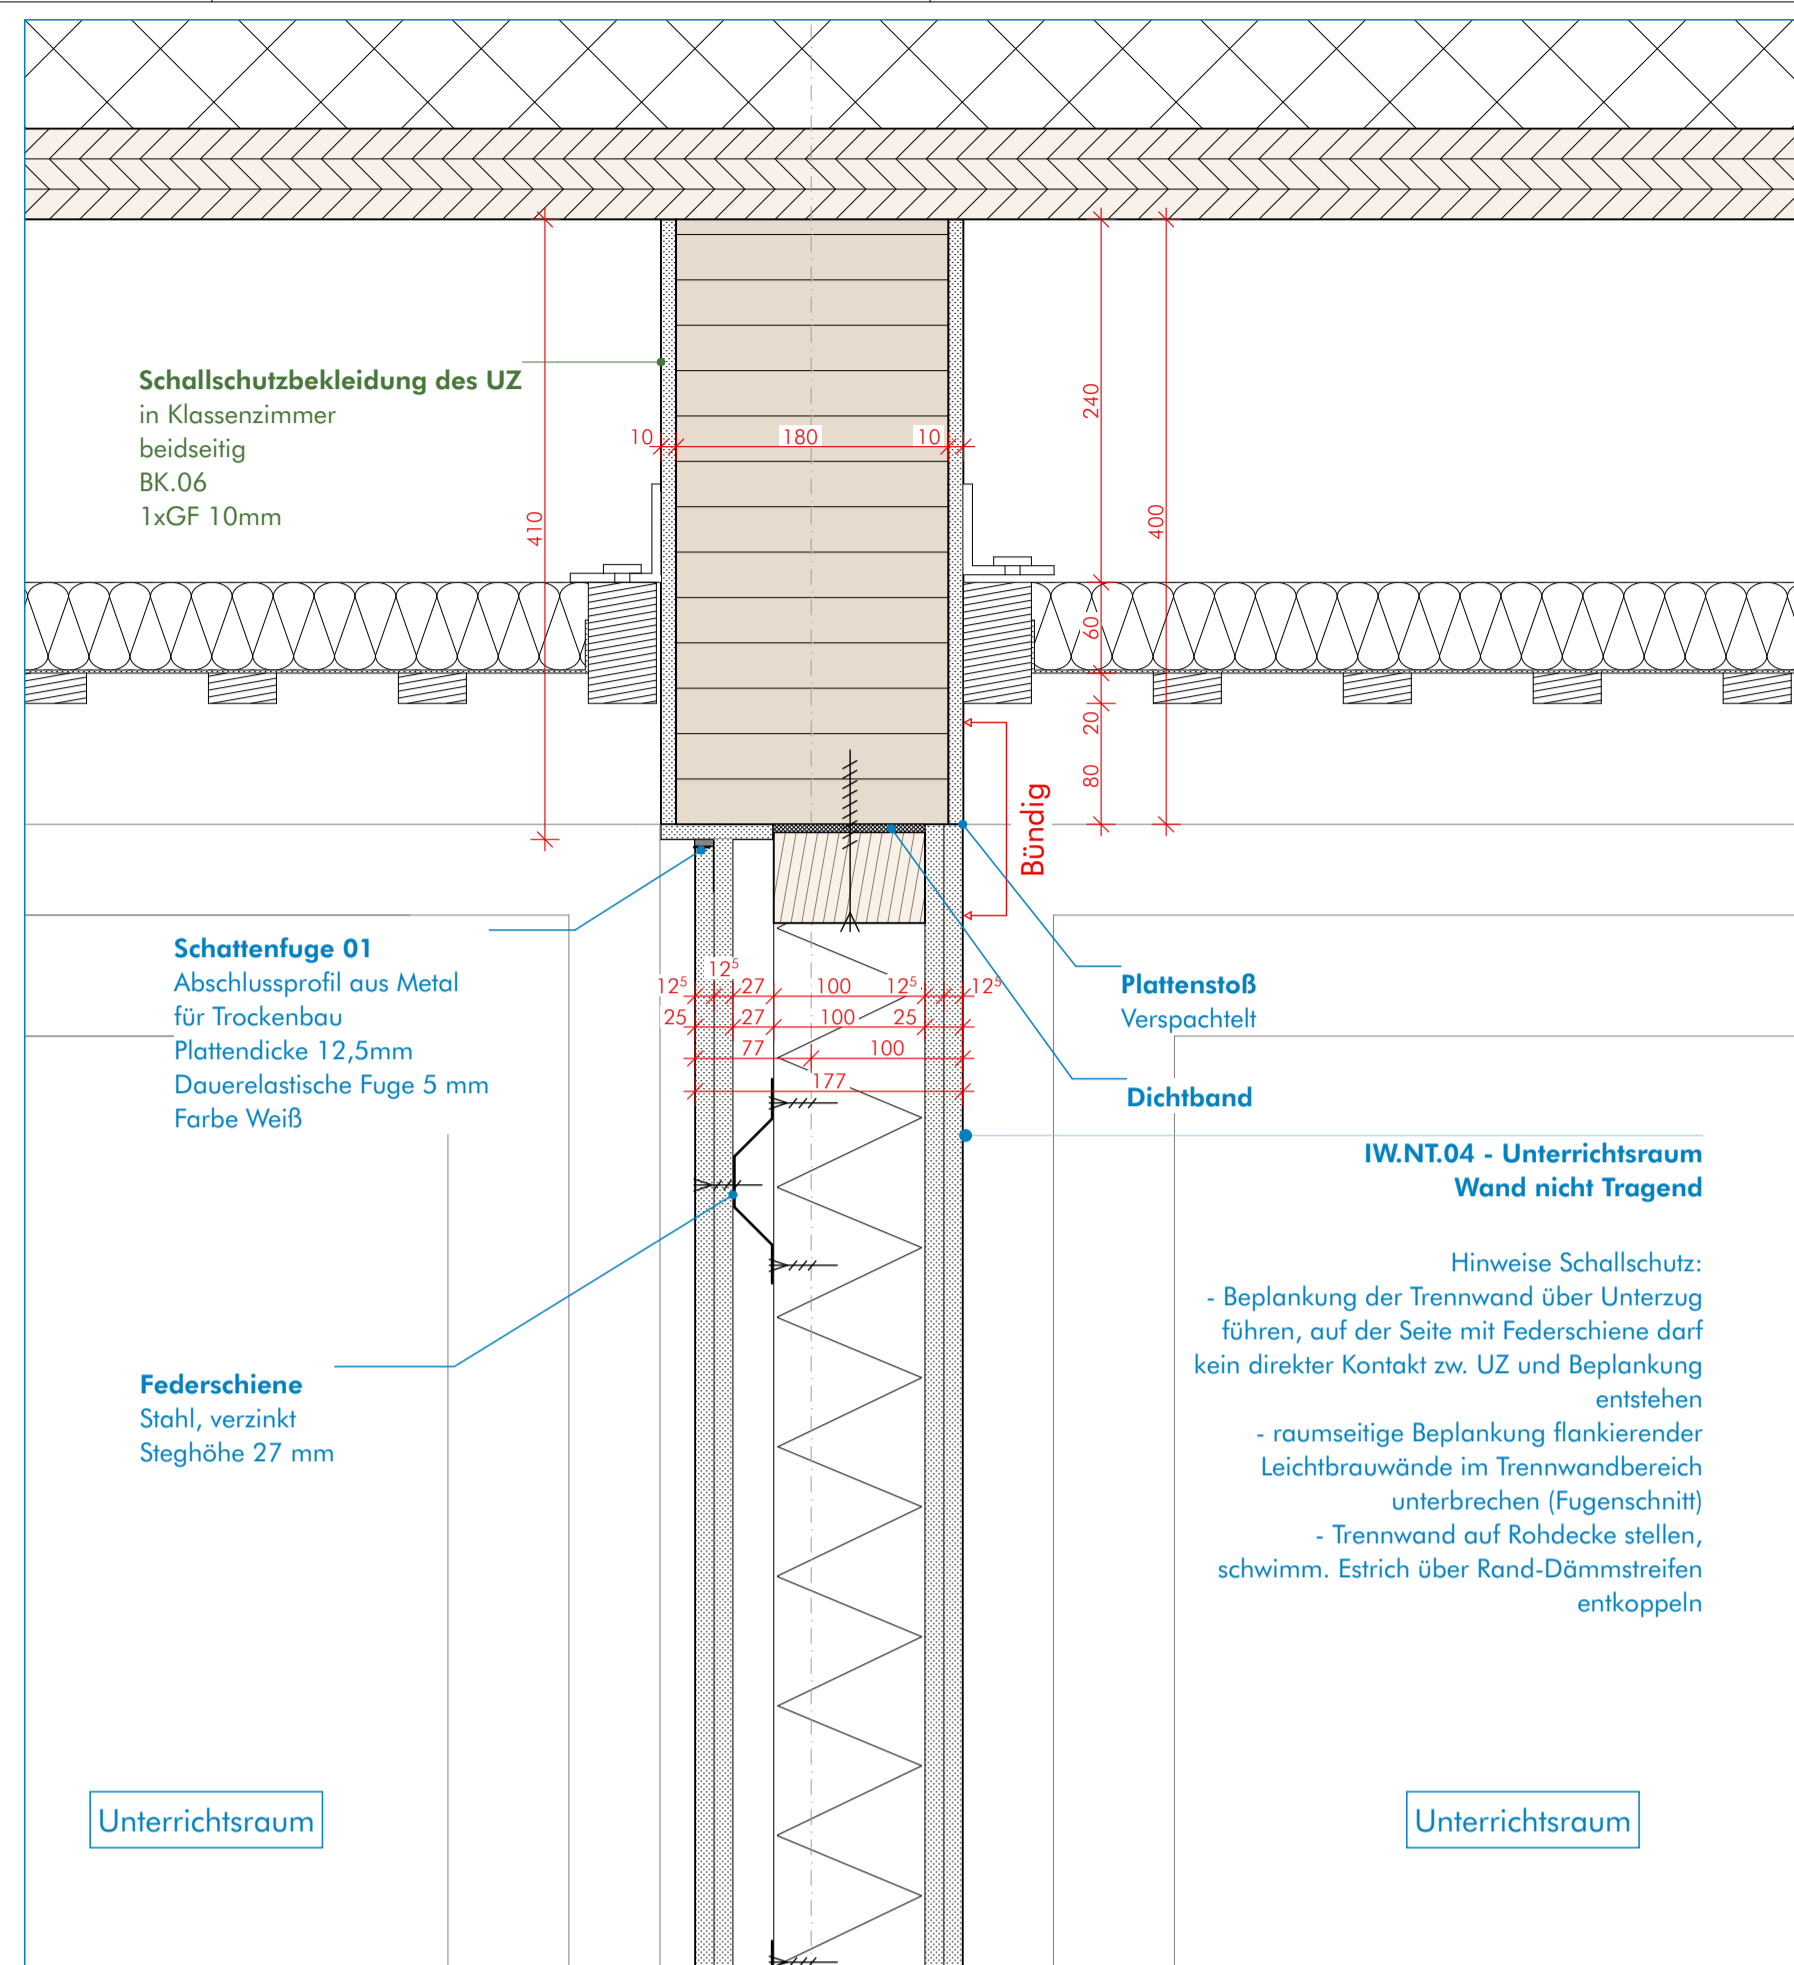 Schallschutzbekleidung des UZ
in Klassenzimmer
beidseitig
BK.06
1xGF 10mm
10
180
10
410
240
400
60
20
80
Bündig
Schattenfuge 01
Abschlussprofil aus Metal
für Trockenbau
Plattendicke 12,5mm
Dauerelastische Fuge 5 mm
Farbe Weiß
12⁵
12⁵
27
100
12⁵
12⁵
25
27
100
25
77
100
177
Plattenstoß
Verspachtelt
Dichtband
IW.NT.04 - Unterrichtsraum
Wand nicht Tragend
Hinweise Schallschutz:
- Beplankung der Trennwand über Unterzug
führen, auf der Seite mit Federschiene darf
kein direkter Kontakt zw. UZ und Beplankung
entstehen
- raumseitige Beplankung flankierender
Leichtbrauwände im Trennwandbereich
unterbrechen (Fugenschnitt)
- Trennwand auf Rohdecke stellen,
schwimm. Estrich über Rand-Dämmstreifen
entkoppeln
Federschiene
Stahl, verzinkt
Steghöhe 27 mm
Unterrichtsraum
Unterrichtsraum